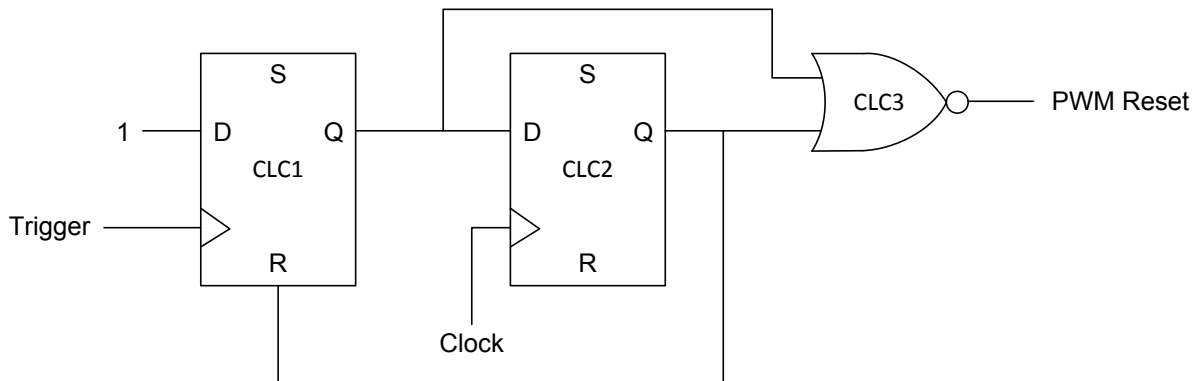 S
D
Q
CLC1
R
1
Trigger
S
D
Q
CLC2
R
Clock
CLC3
PWM Reset